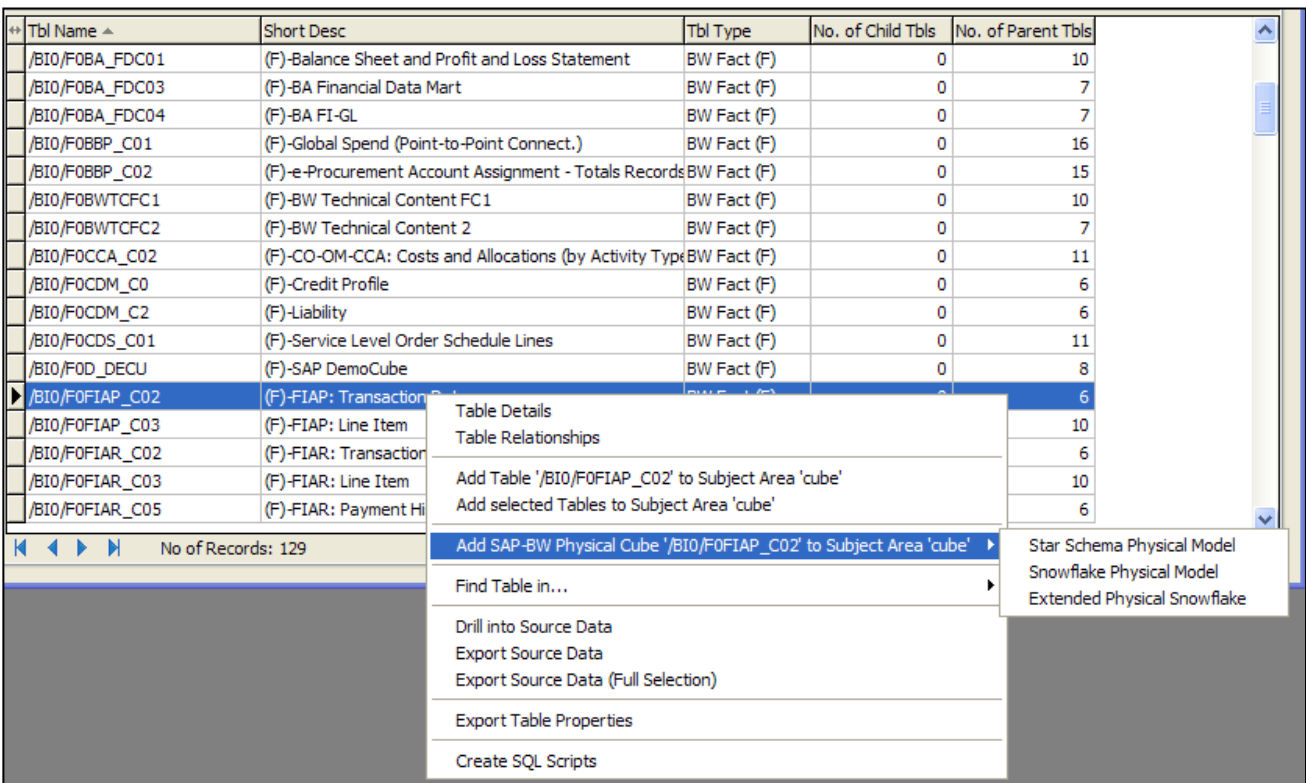 Tbl Name Short Desc Tbl Type No. of Child Tbls No. of Parent Tbls
/BI0/F0BA_FDC01 (F)-Balance Sheet and Profit and Loss Statement BW Fact (F) 0 10
/BI0/F0BA_FDC03 (F)-BA Financial Data Mart BW Fact (F) 0 7
/BI0/F0BA_FDC04 (F)-BA FI-GL BW Fact (F) 0 7
/BI0/F0BBP_C01 (F)-Global Spend (Point-to-Point Connect.) BW Fact (F) 0 16
/BI0/F0BBP_C02 (F)-e-Procurement Account Assignment - Totals Records BW Fact (F) 0 15
/BI0/F0BWTCFC1 (F)-BW Technical Content FC1 BW Fact (F) 0 10
/BI0/F0BWTCFC2 (F)-BW Technical Content 2 BW Fact (F) 0 7
/BI0/F0CCA_C02 (F)-CO-OM-CCA: Costs and Allocations (by Activity Type BW Fact (F) 0 11
/BI0/F0CDM_C0 (F)-Credit Profile BW Fact (F) 0 6
/BI0/F0CDM_C2 (F)-Liability BW Fact (F) 0 6
/BI0/F0CDS_C01 (F)-Service Level Order Schedule Lines BW Fact (F) 0 11
/BI0/F0D_DECU (F)-SAP DemoCube BW Fact (F) 0 8
/BI0/F0FIAP_C02 (F)-FIAP: Transaction 6
/BI0/F0FIAP_C03 (F)-FIAP: Line Item 10
/BI0/F0FIAR_C02 (F)-FIAR: Transaction 6
/BI0/F0FIAR_C03 (F)-FIAR: Line Item 10
/BI0/F0FIAR_C05 (F)-FIAR: Payment Hi 6
No of Records: 129
Table Details
Table Relationships
Add Table '/BI0/F0FIAP_C02' to Subject Area 'cube'
Add selected Tables to Subject Area 'cube'
Add SAP-BW Physical Cube '/BI0/F0FIAP_C02' to Subject Area 'cube'
Find Table in...
Drill into Source Data
Export Source Data
Export Source Data (Full Selection)
Export Table Properties
Create SQL Scripts
Star Schema Physical Model
Snowflake Physical Model
Extended Physical Snowflake